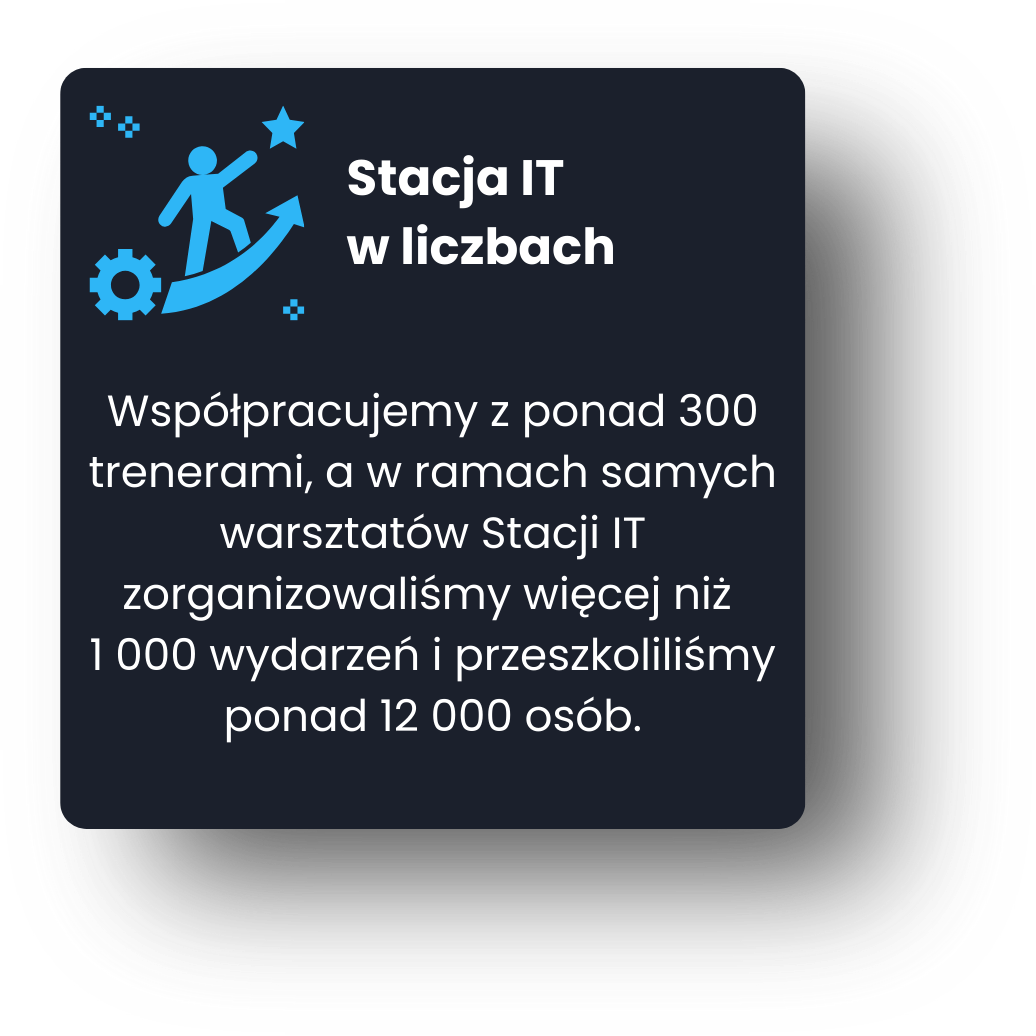 Stacja IT
w liczbach
Współpracujemy z ponad 300
trenerami, a w ramach samych
warsztatów Stacji IT
zorganizowaliśmy więcej niż
1 000 wydarzeń i przeszkoliliśmy
ponad 12 000 osób.